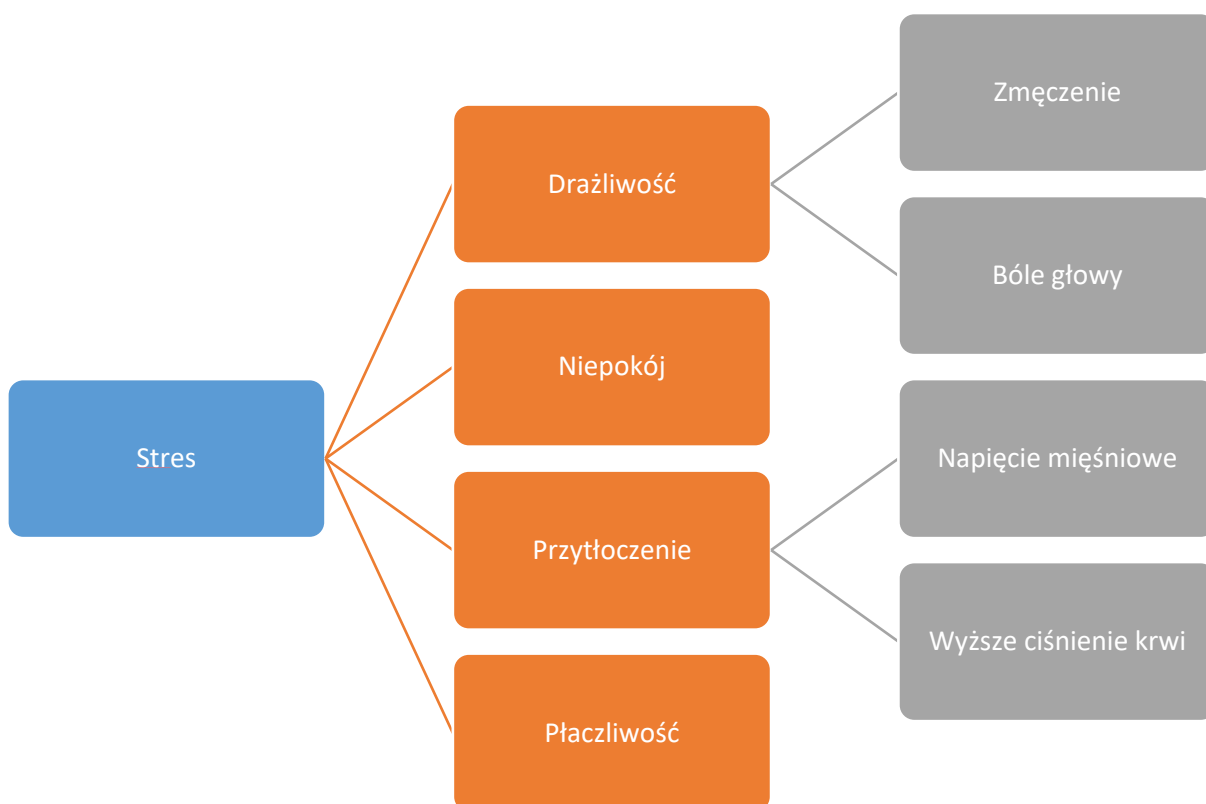 Stres
Drażliwość
Niepokój
Przytłoczenie
Płaczliwość
Zmęczenie
Bóle głowy
Napięcie mięśniowe
Wyższe ciśnienie krwi